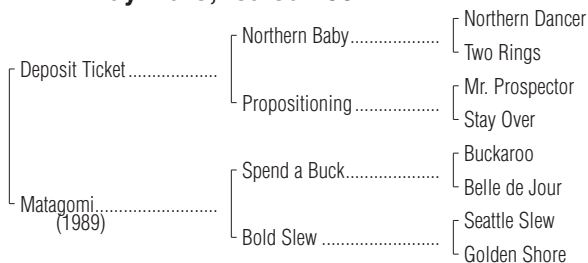 Northern Dancer
Northern Baby
Two Rings
Deposit Ticket
Mr. Prospector
Propositioning
Stay Over
Buckaroo
Spend a Buck
Belle de Jour
Matagomi
(1989)
Seattle Slew
Bold Slew
Golden Shore